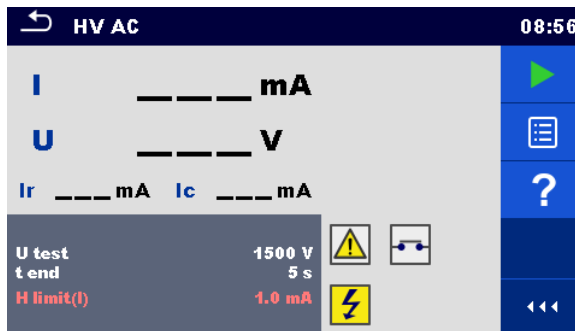 HV AC 08:56
I ___ mA
U ___ V
Ir ___ mA Ic ___ mA
U test 1500 V
t end 5 s
H limit(I) 1.0 mA
?